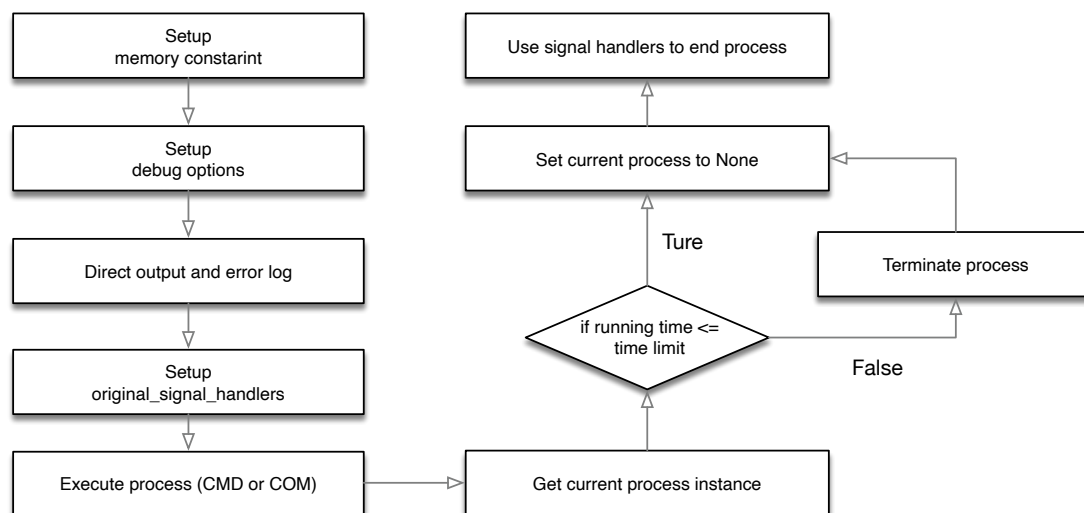 Setup
memory constarint
Setup
debug options
Direct output and error log
Setup
original_signal_handlers
Execute process (CMD or COM)
Get current process instance
if running time <=
time limit
Ture
False
Terminate process
Set current process to None
Use signal handlers to end process